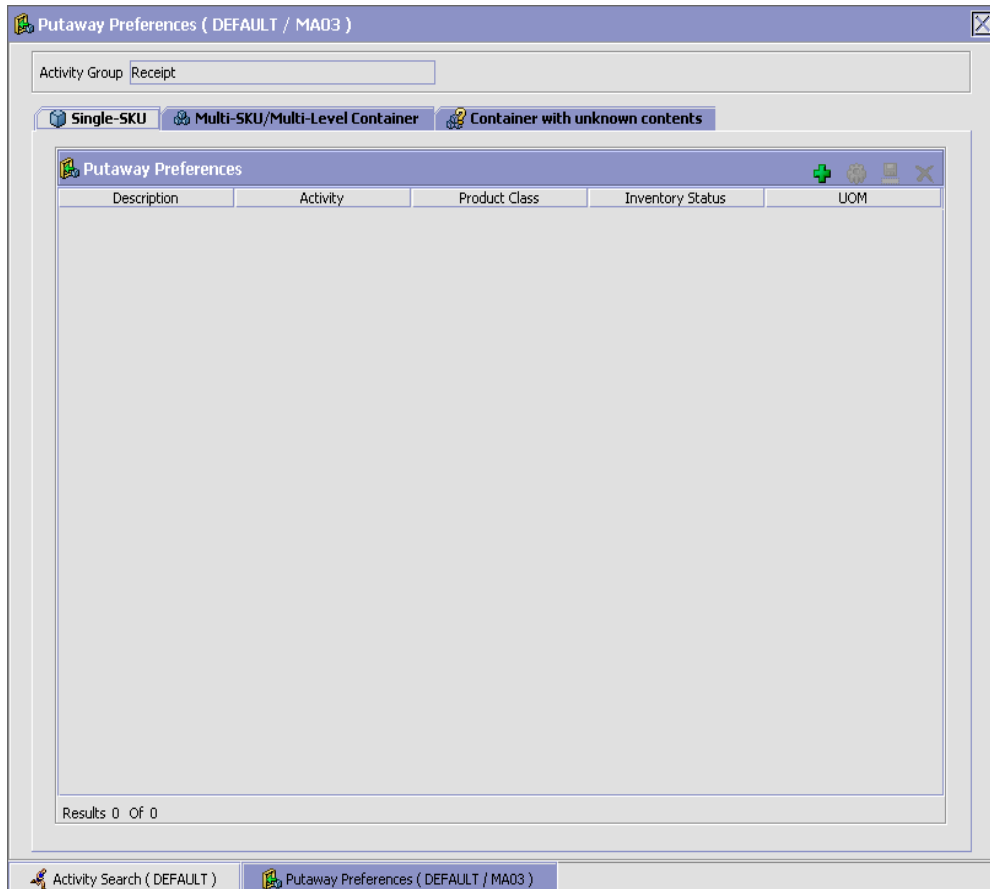 Putaway Preferences ( DEFAULT / MA03 )
Activity Group Receipt
Single-SKU Multi-SKU/Multi-Level Container Container with unknown contents
Putaway Preferences
Description Activity Product Class Inventory Status UOM
Results 0 Of 0
Activity Search ( DEFAULT ) Putaway Preferences ( DEFAULT / MA03 )